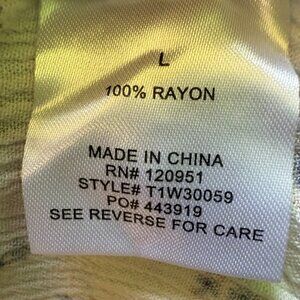 L
100% RAYON
MADE IN CHINA
RN# 120951
STYLE# T1W30059
PO# 443919
SEE REVERSE FOR CARE